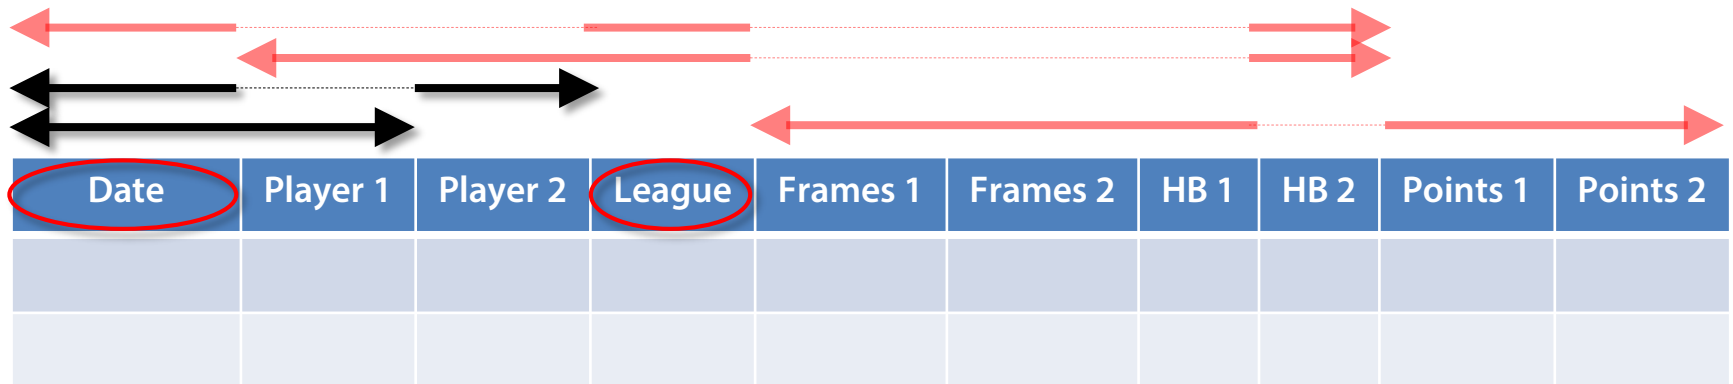 Date Player 1 Player 2 League Frames 1 Frames 2 HB 1 HB 2 Points 1 Points 2